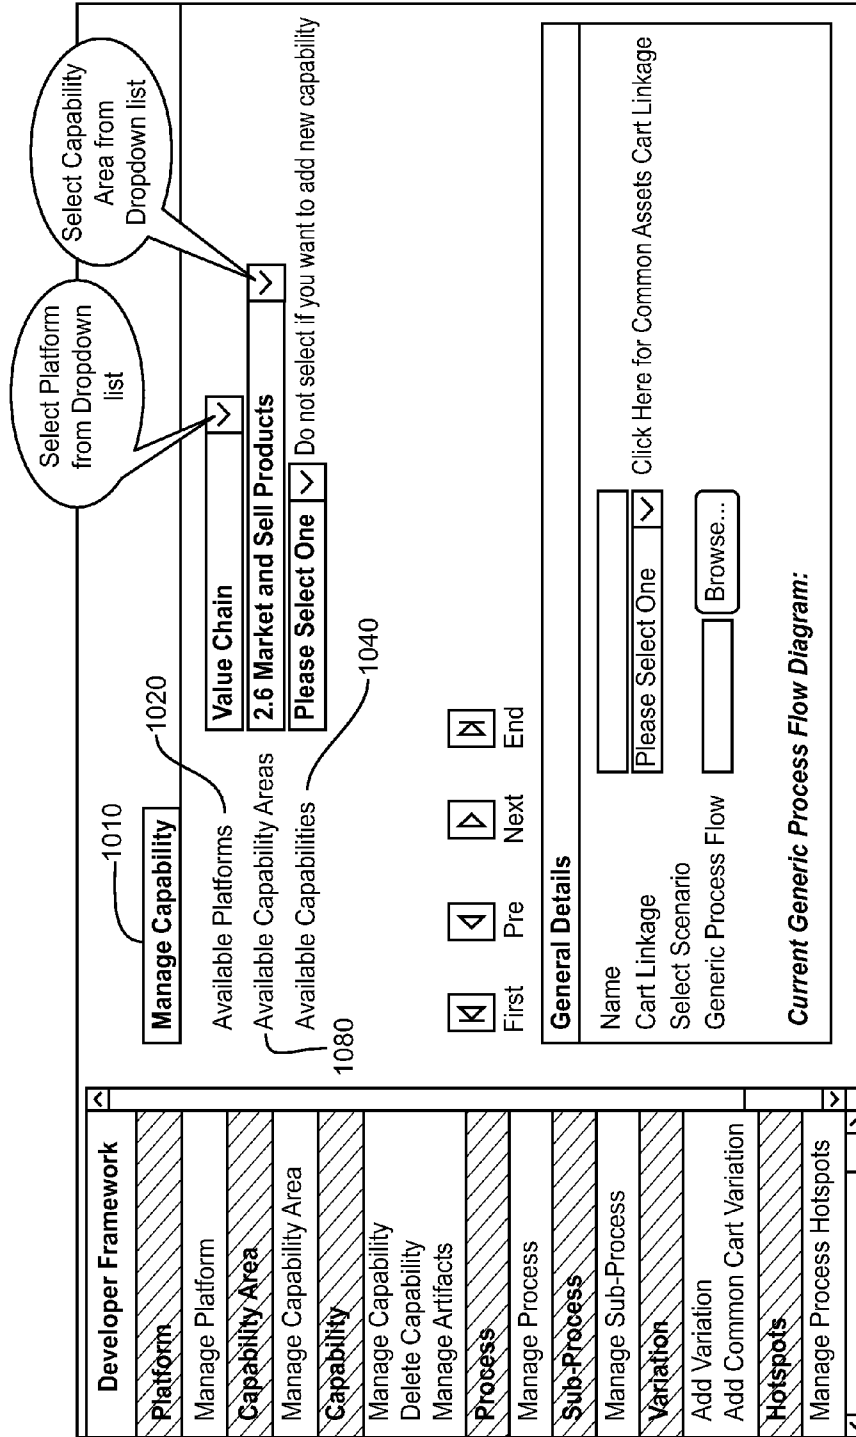 Developer Framework
Platform
Manage Platform
Capability Area
Manage Capability Area
Capability
Manage Capability
Delete Capability
Manage Artifacts
Process
Manage Process
Sub-Process
Manage Sub-Process
Variation
Add Variation
Add Common Cart Variation
Hotspots
Manage Process Hotspots
Select Platform
from Dropdown
list
Select Capability
Area from
Dropdown list
1010
Manage Capability
1020
Available Platforms
Value Chain
Available Capability Areas
2.6 Market and Sell Products
1080
Available Capabilities
Please Select One
Do not select if you want to add new capability
1040
First
Pre
Next
End
General Details
Name
Cart Linkage
Please Select One
Click Here for Common Assets Cart Linkage
Select Scenario
Generic Process Flow
Browse...
Current Generic Process Flow Diagram: